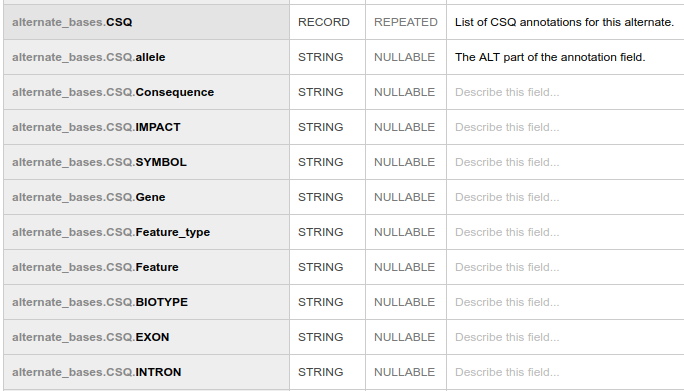 alternate_bases.CSQ RECORD REPEATED List of CSQ annotations for this alternate.
alternate_bases.CSQ.allele STRING NULLABLE The ALT part of the annotation field.
alternate_bases.CSQ.Consequence STRING NULLABLE Describe this field...
alternate_bases.CSQ.IMPACT STRING NULLABLE Describe this field...
alternate_bases.CSQ.SYMBOL STRING NULLABLE Describe this field...
alternate_bases.CSQ.Gene STRING NULLABLE Describe this field...
alternate_bases.CSQ.Feature_type STRING NULLABLE Describe this field...
alternate_bases.CSQ.Feature STRING NULLABLE Describe this field...
alternate_bases.CSQ.BIOTYPE STRING NULLABLE Describe this field...
alternate_bases.CSQ.EXON STRING NULLABLE Describe this field...
alternate_bases.CSQ.INTRON STRING NULLABLE Describe this field...